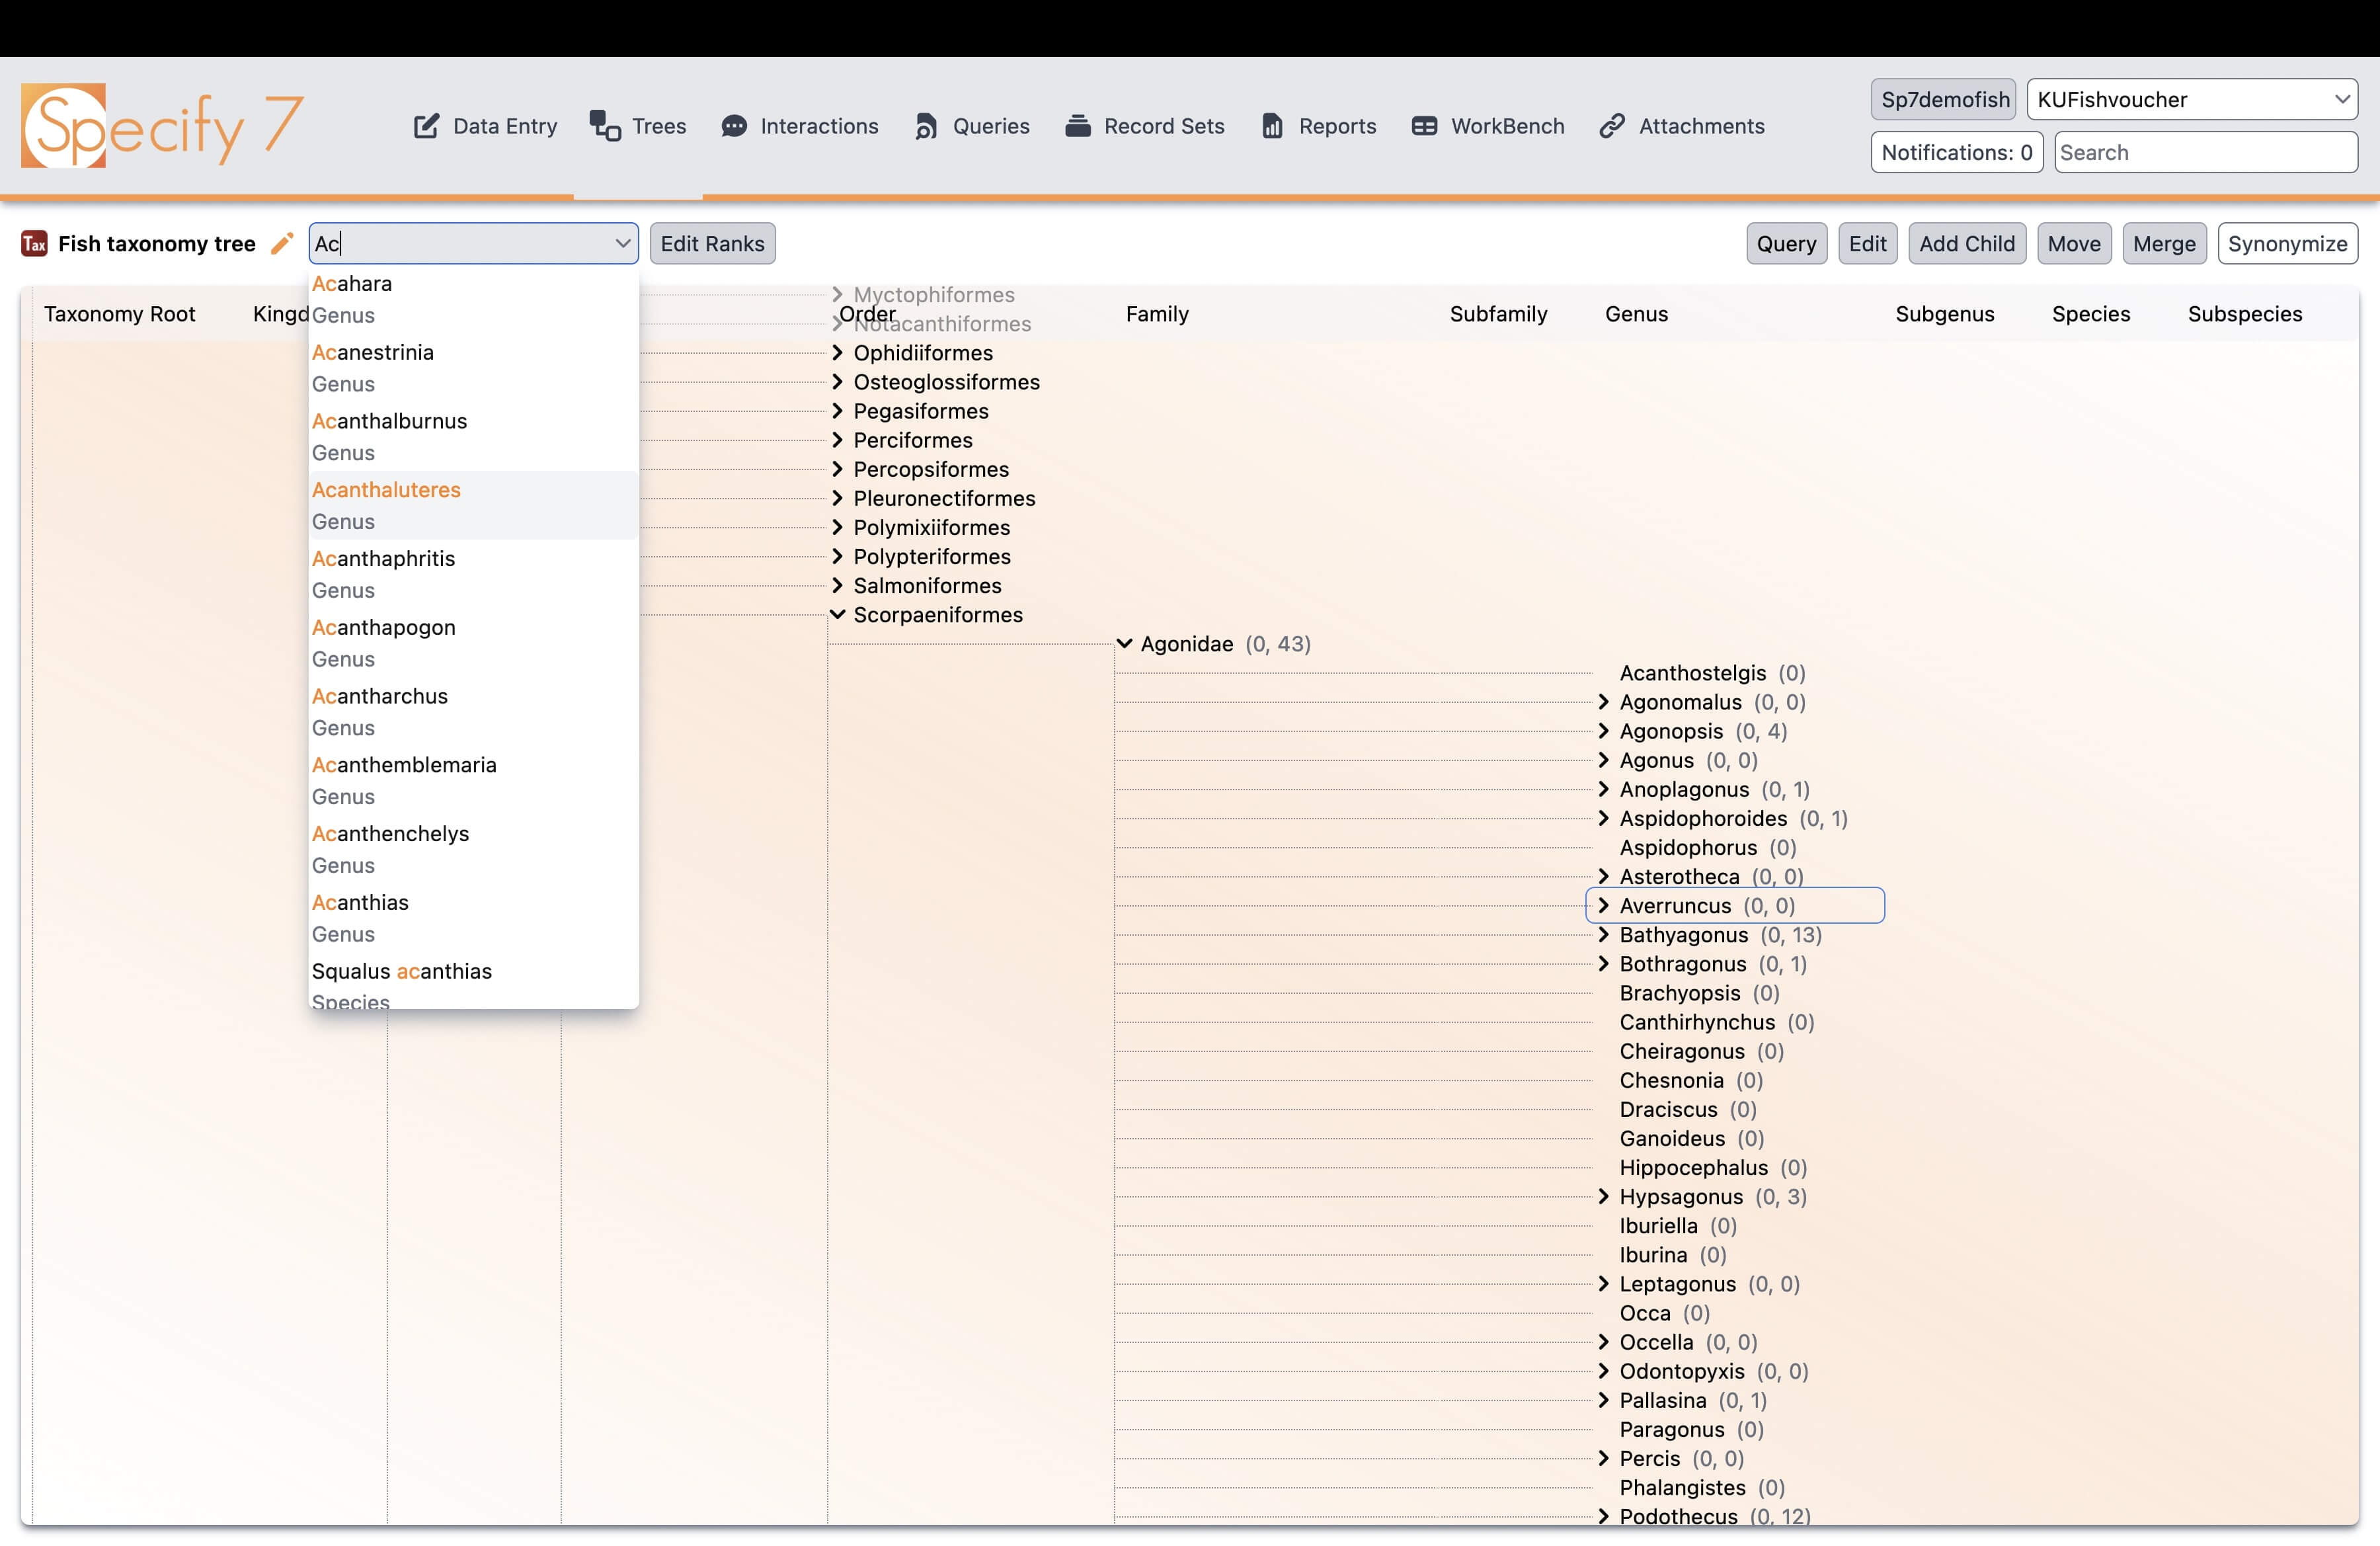 Specify 7
Data Entry
Trees
Interactions
Queries
Record Sets
Reports
WorkBench
Attachments
Sp7demofish
KUFishvoucher
Notifications: 0
Search
Tax
Fish taxonomy tree
Ac
Edit Ranks
Query
Edit
Add Child
Move
Merge
Synonymize
Acahara
Genus
Acanestrinia
Genus
Acanthalburnus
Genus
Acanthaluteres
Genus
Acanthaphritis
Genus
Acanthapogon
Genus
Acantharchus
Genus
Acanthemblemaria
Genus
Acanthenchelys
Genus
Acanthias
Genus
Squalus acanthias
Species
Taxonomy Root
Kingd
Order
Family
Subfamily
Genus
Subgenus
Species
Subspecies
Myctophiformes
Notacanthiformes
Ophidiiformes
Osteoglossiformes
Pegasiformes
Perciformes
Percopsiformes
Pleuronectiformes
Polymixiiformes
Polypteriformes
Salmoniformes
Scorpaeniformes
Agonidae (0, 43)
Acanthostelgis (0)
Agonomalus (0, 0)
Agonopsis (0, 4)
Agonus (0, 0)
Anoplagonus (0, 1)
Aspidophoroides (0, 1)
Aspidophorus (0)
Asterotheca (0, 0)
Averruncus (0, 0)
Bathyagonus (0, 13)
Bothragonus (0, 1)
Brachyopsis (0)
Canthirhynchus (0)
Cheiragonus (0)
Chesnonia (0)
Draciscus (0)
Ganoideus (0)
Hippocephalus (0)
Hypsagonus (0, 3)
Iburiella (0)
Iburina (0)
Leptagonus (0, 0)
Occa (0)
Occella (0, 0)
Odontopyxis (0, 0)
Pallasina (0, 1)
Paragonus (0)
Percis (0, 0)
Phalangistes (0)
Podothecus (0, 12)